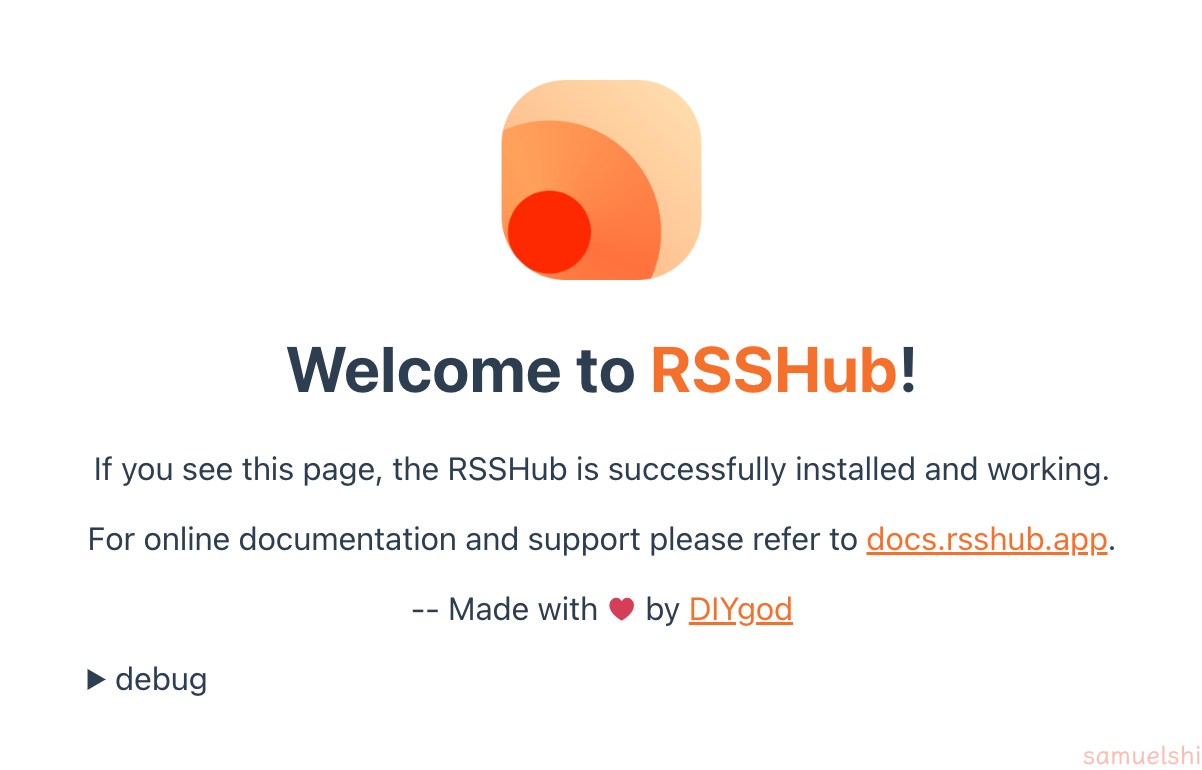 Welcome to RSSHub!
If you see this page, the RSSHub is successfully installed and working.
For online documentation and support please refer to docs.rsshub.app.
-- Made with ❤️ by DIYgod
▶ debug
samuelshi